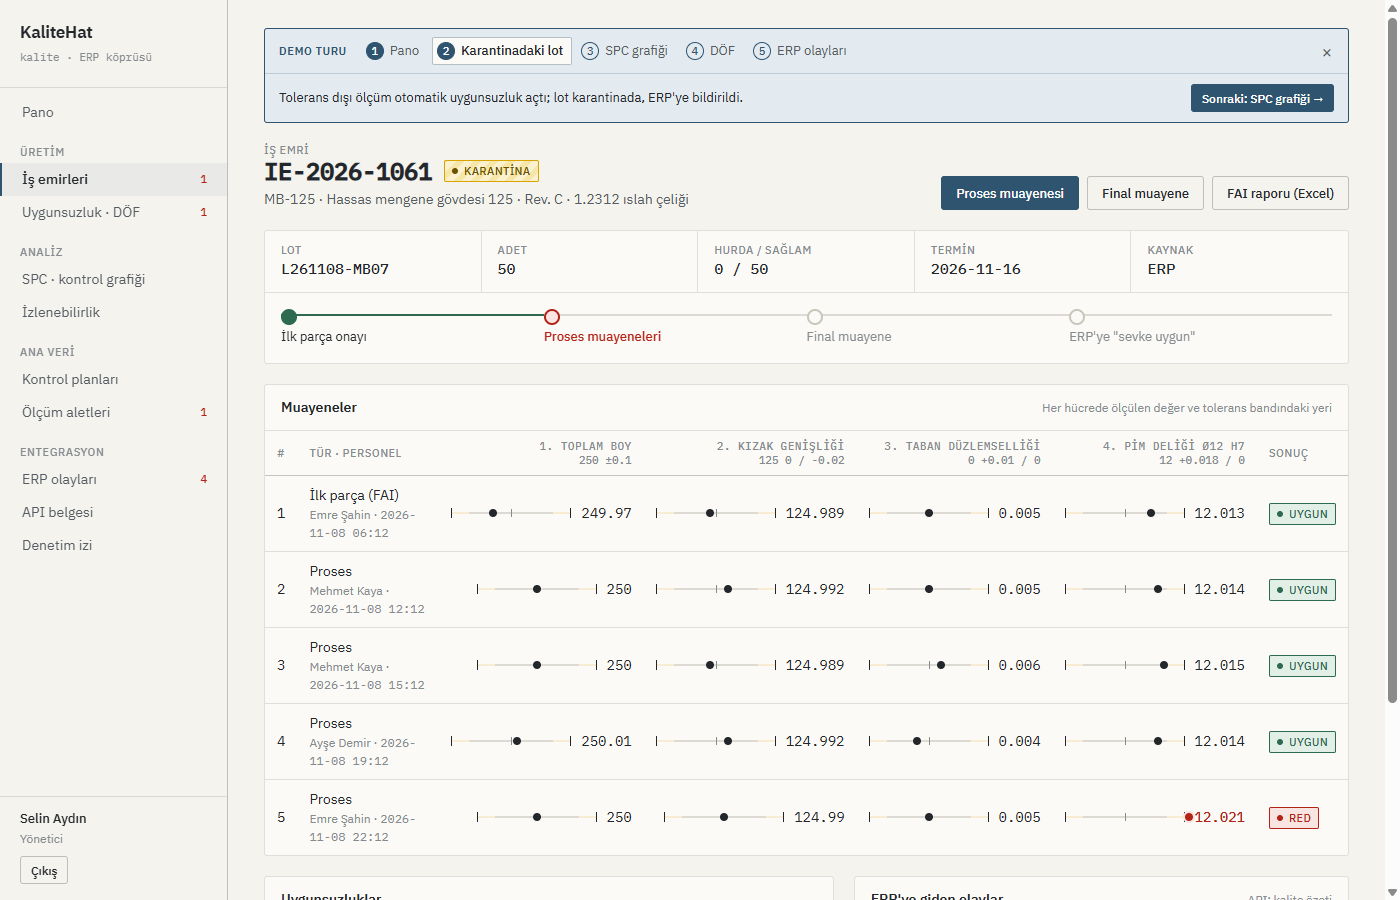 KaliteHat
kalite · ERP köprüsü
Pano
ÜRETİM
İş emirleri 1
Uygunsuzluk · DÖF 1
ANALİZ
SPC · kontrol grafiği
İzlenebilirlik
ANA VERİ
Kontrol planları
Ölçüm aletleri 1
ENTEGRASYON
ERP olayları 4
API belgesi
Denetim izi
Selin Aydın
Yönetici
Çıkış
DEMO TURU 1 Pano 2 Karantinadaki lot 3 SPC grafiği 4 DÖF 5 ERP olayları ×
Tolerans dışı ölçüm otomatik uygunsuzluk açtı; lot karantinada, ERP'ye bildirildi. Sonraki: SPC grafiği →
İŞ EMRİ
IE-2026-1061 KARANTİNA
MB-125 · Hassas mengene gövdesi 125 · Rev. C · 1.2312 ıslah çeliği
Proses muayenesi Final muayene FAI raporu (Excel)
LOT ADET HURDA / SAĞLAM TERMİN KAYNAK
L261108-MB07 50 0 / 50 2026-11-16 ERP
İlk parça onayı Proses muayeneleri Final muayene ERP'ye "sevke uygun"
Muayeneler Her hücrede ölçülen değer ve tolerans bandındaki yeri
# TÜR · PERSONEL 1. TOPLAM BOY 2. KIZAK GENİŞLİĞİ 3. TABAN DÜZLEMSELLİĞİ 4. PİM DELİĞİ Ø12 H7 SONUÇ
250 ±0.1 125 0 / -0.02 0 +0.01 / 0 12 +0.018 / 0
İlk parça (FAI)
1 Emre Şahin · 2026- 249.97 124.989 0.005 12.013 UYGUN
11-08 06:12
Proses
2 Mehmet Kaya · 250 124.992 0.005 12.014 UYGUN
2026-11-08 12:12
Proses
3 Mehmet Kaya · 250 124.989 0.006 12.015 UYGUN
2026-11-08 15:12
Proses
4 Ayşe Demir · 2026- 250.01 124.992 0.004 12.014 UYGUN
11-08 19:12
Proses
5 Emre Şahin · 2026- 250 124.99 0.005 12.021 RED
11-08 22:12
Uygunsuzluklar
ERP'ye giden olaylar API: kalite özeti